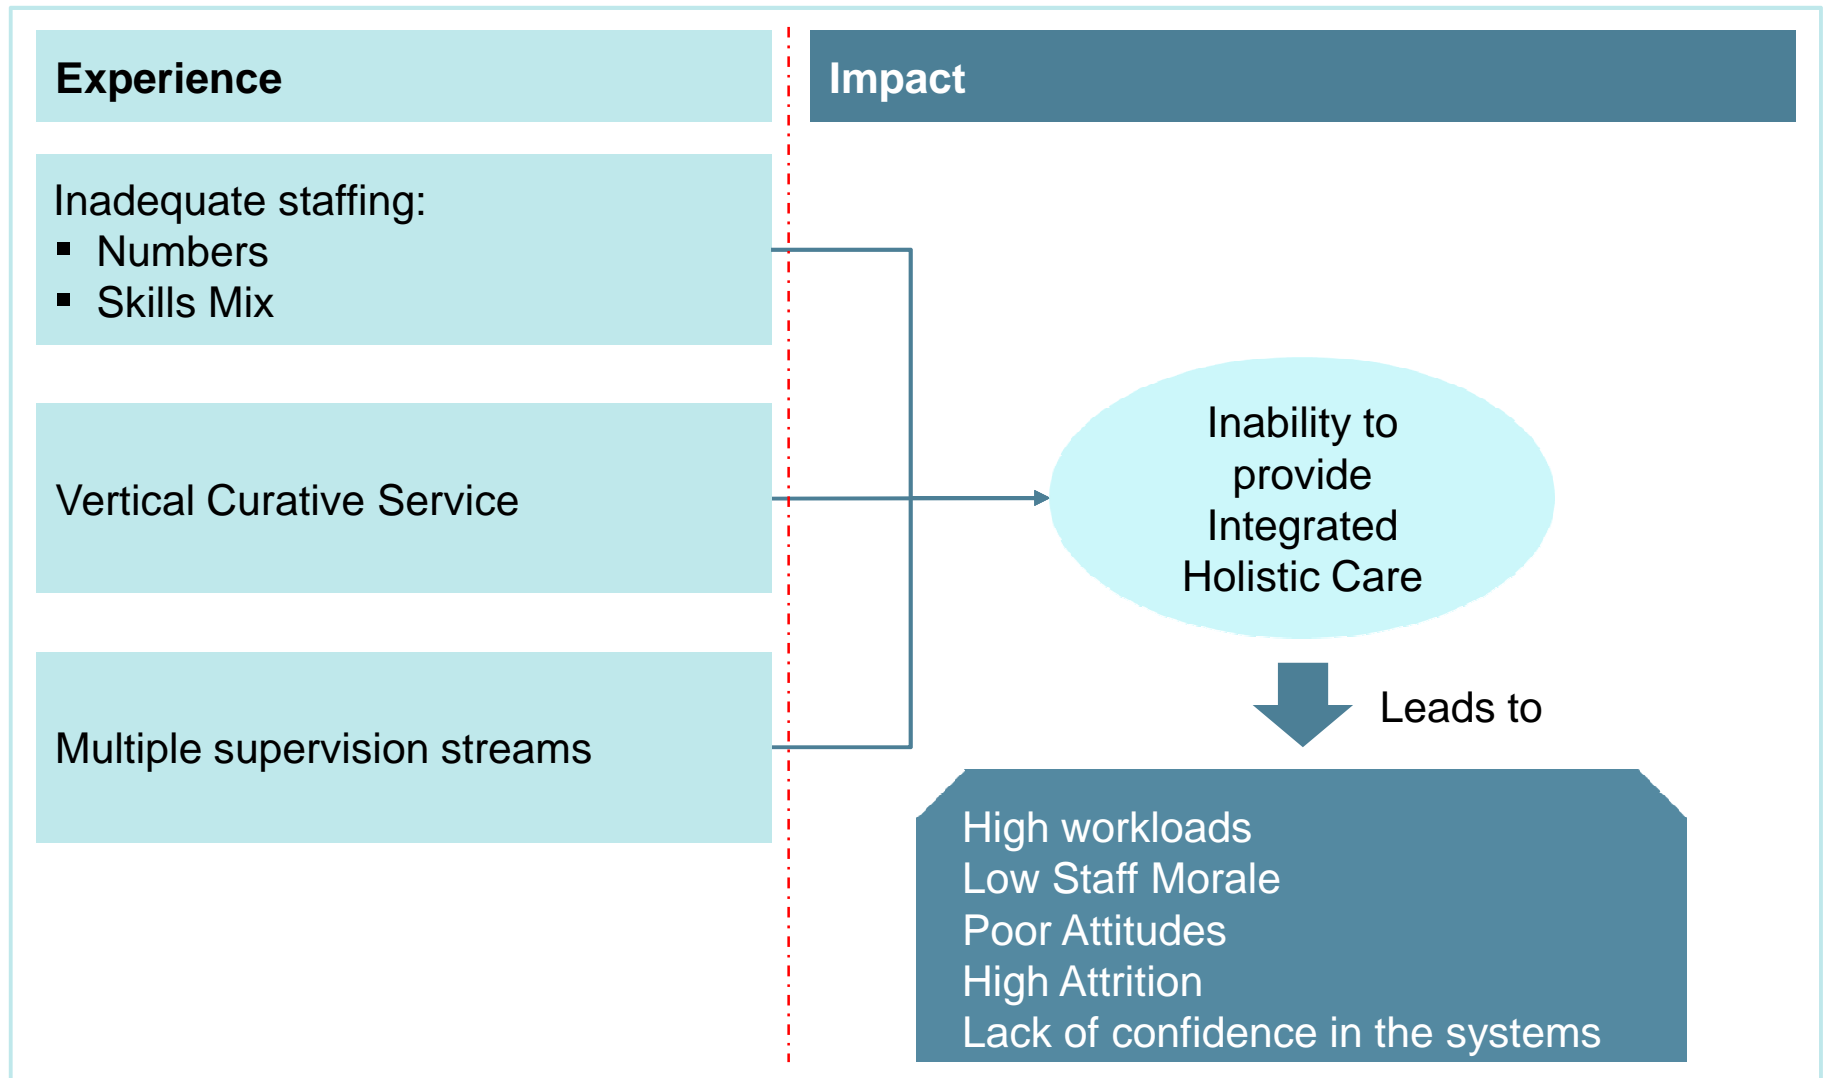 Experience
Impact
Inadequate staffing:
▪ Numbers
▪ Skills Mix
Vertical Curative Service
Multiple supervision streams
Inability to
provide
Integrated
Holistic Care
Leads to
High workloads
Low Staff Morale
Poor Attitudes
High Attrition
Lack of confidence in the systems